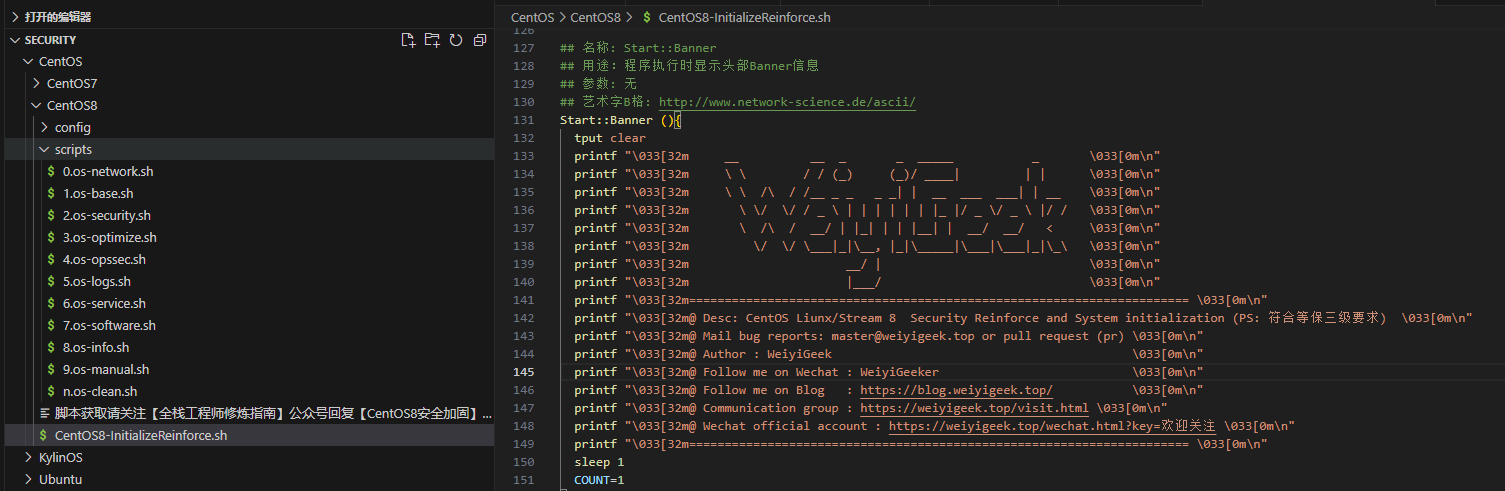 打开的编辑器
SECURITY
CentOS
CentOS7
CentOS8
config
scripts
$ 0.os-network.sh
$ 1.os-base.sh
$ 2.os-security.sh
$ 3.os-optimize.sh
$ 4.os-opssec.sh
$ 5.os-logs.sh
$ 6.os-service.sh
$ 7.os-software.sh
$ 8.os-info.sh
$ 9.os-manual.sh
$ n.os-clean.sh
脚本获取请关注【全栈工程师修炼指南】公众号回复【CentOS8安全加固】...
$ CentOS8-InitializeReinforce.sh
KylinOS
Ubuntu
CentOS > CentOS8 > $ CentOS8-InitializeReinforce.sh
126
127 ## 名称: Start::Banner
128 ## 用途: 程序执行时显示头部Banner信息
129 ## 参数: 无
130 ## 艺术字B格: http://www.network-science.de/ascii/
131 Start::Banner (){
132   tput clear
133   printf "\033[32m     __          __  _       _  _____           _       \033[0m\n"
134   printf "\033[32m     \ \        / / (_)     (_)/ ____|         | |      \033[0m\n"
135   printf "\033[32m     \ \  /\  / /__ _ _   _ _| |  __  ___  ___| | __    \033[0m\n"
136   printf "\033[32m       \ \/  \/ / _ \ | | | | | | |_ |/ _ \/ _ \ |/ /   \033[0m\n"
137   printf "\033[32m       \  /\  /  __/ | |_| | | |__| |  __/  __/   <     \033[0m\n"
138   printf "\033[32m         \/  \/ \___|_|\__, |_|\_____|\___|\___|_|\_\   \033[0m\n"
139   printf "\033[32m                      __/ |                             \033[0m\n"
140   printf "\033[32m                      |___/                             \033[0m\n"
141   printf "\033[32m====================================================================== \033[0m\n"
142   printf "\033[32m@ Desc: CentOS Liunx/Stream 8  Security Reinforce and System initialization (PS: 符合等保三级要求)  \033[0m\n"
143   printf "\033[32m@ Mail bug reports: master@weiyigeek.top or pull request (pr) \033[0m\n"
144   printf "\033[32m@ Author : WeiyiGeek                                          \033[0m\n"
145   printf "\033[32m@ Follow me on Wechat : WeiyiGeeker                           \033[0m\n"
146   printf "\033[32m@ Follow me on Blog   : https://blog.weiyigeek.top/           \033[0m\n"
147   printf "\033[32m@ Communication group : https://weiyigeek.top/visit.html \033[0m\n"
148   printf "\033[32m@ Wechat official account : https://weiyigeek.top/wechat.html?key=欢迎关注 \033[0m\n"
149   printf "\033[32m====================================================================== \033[0m\n"
150   sleep 1
151   COUNT=1